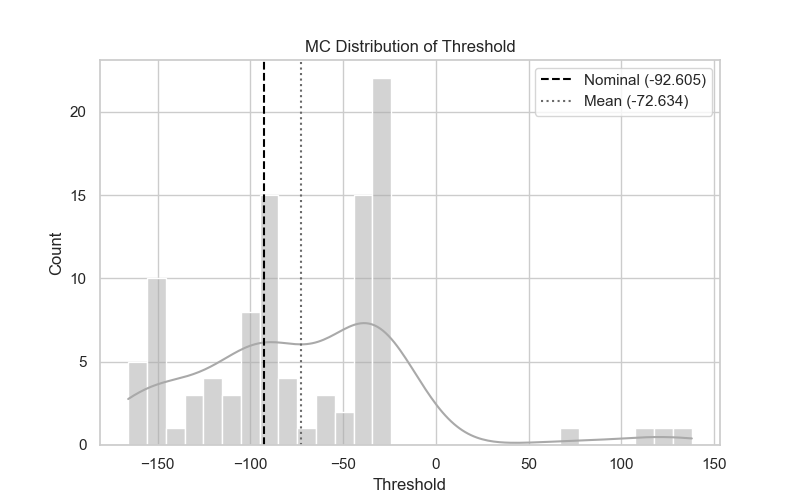 MC Distribution of Threshold
Nominal (-92.605)
Mean (-72.634)
Count
20
15
10
5
0
−150
−100
−50
0
50
100
150
Threshold